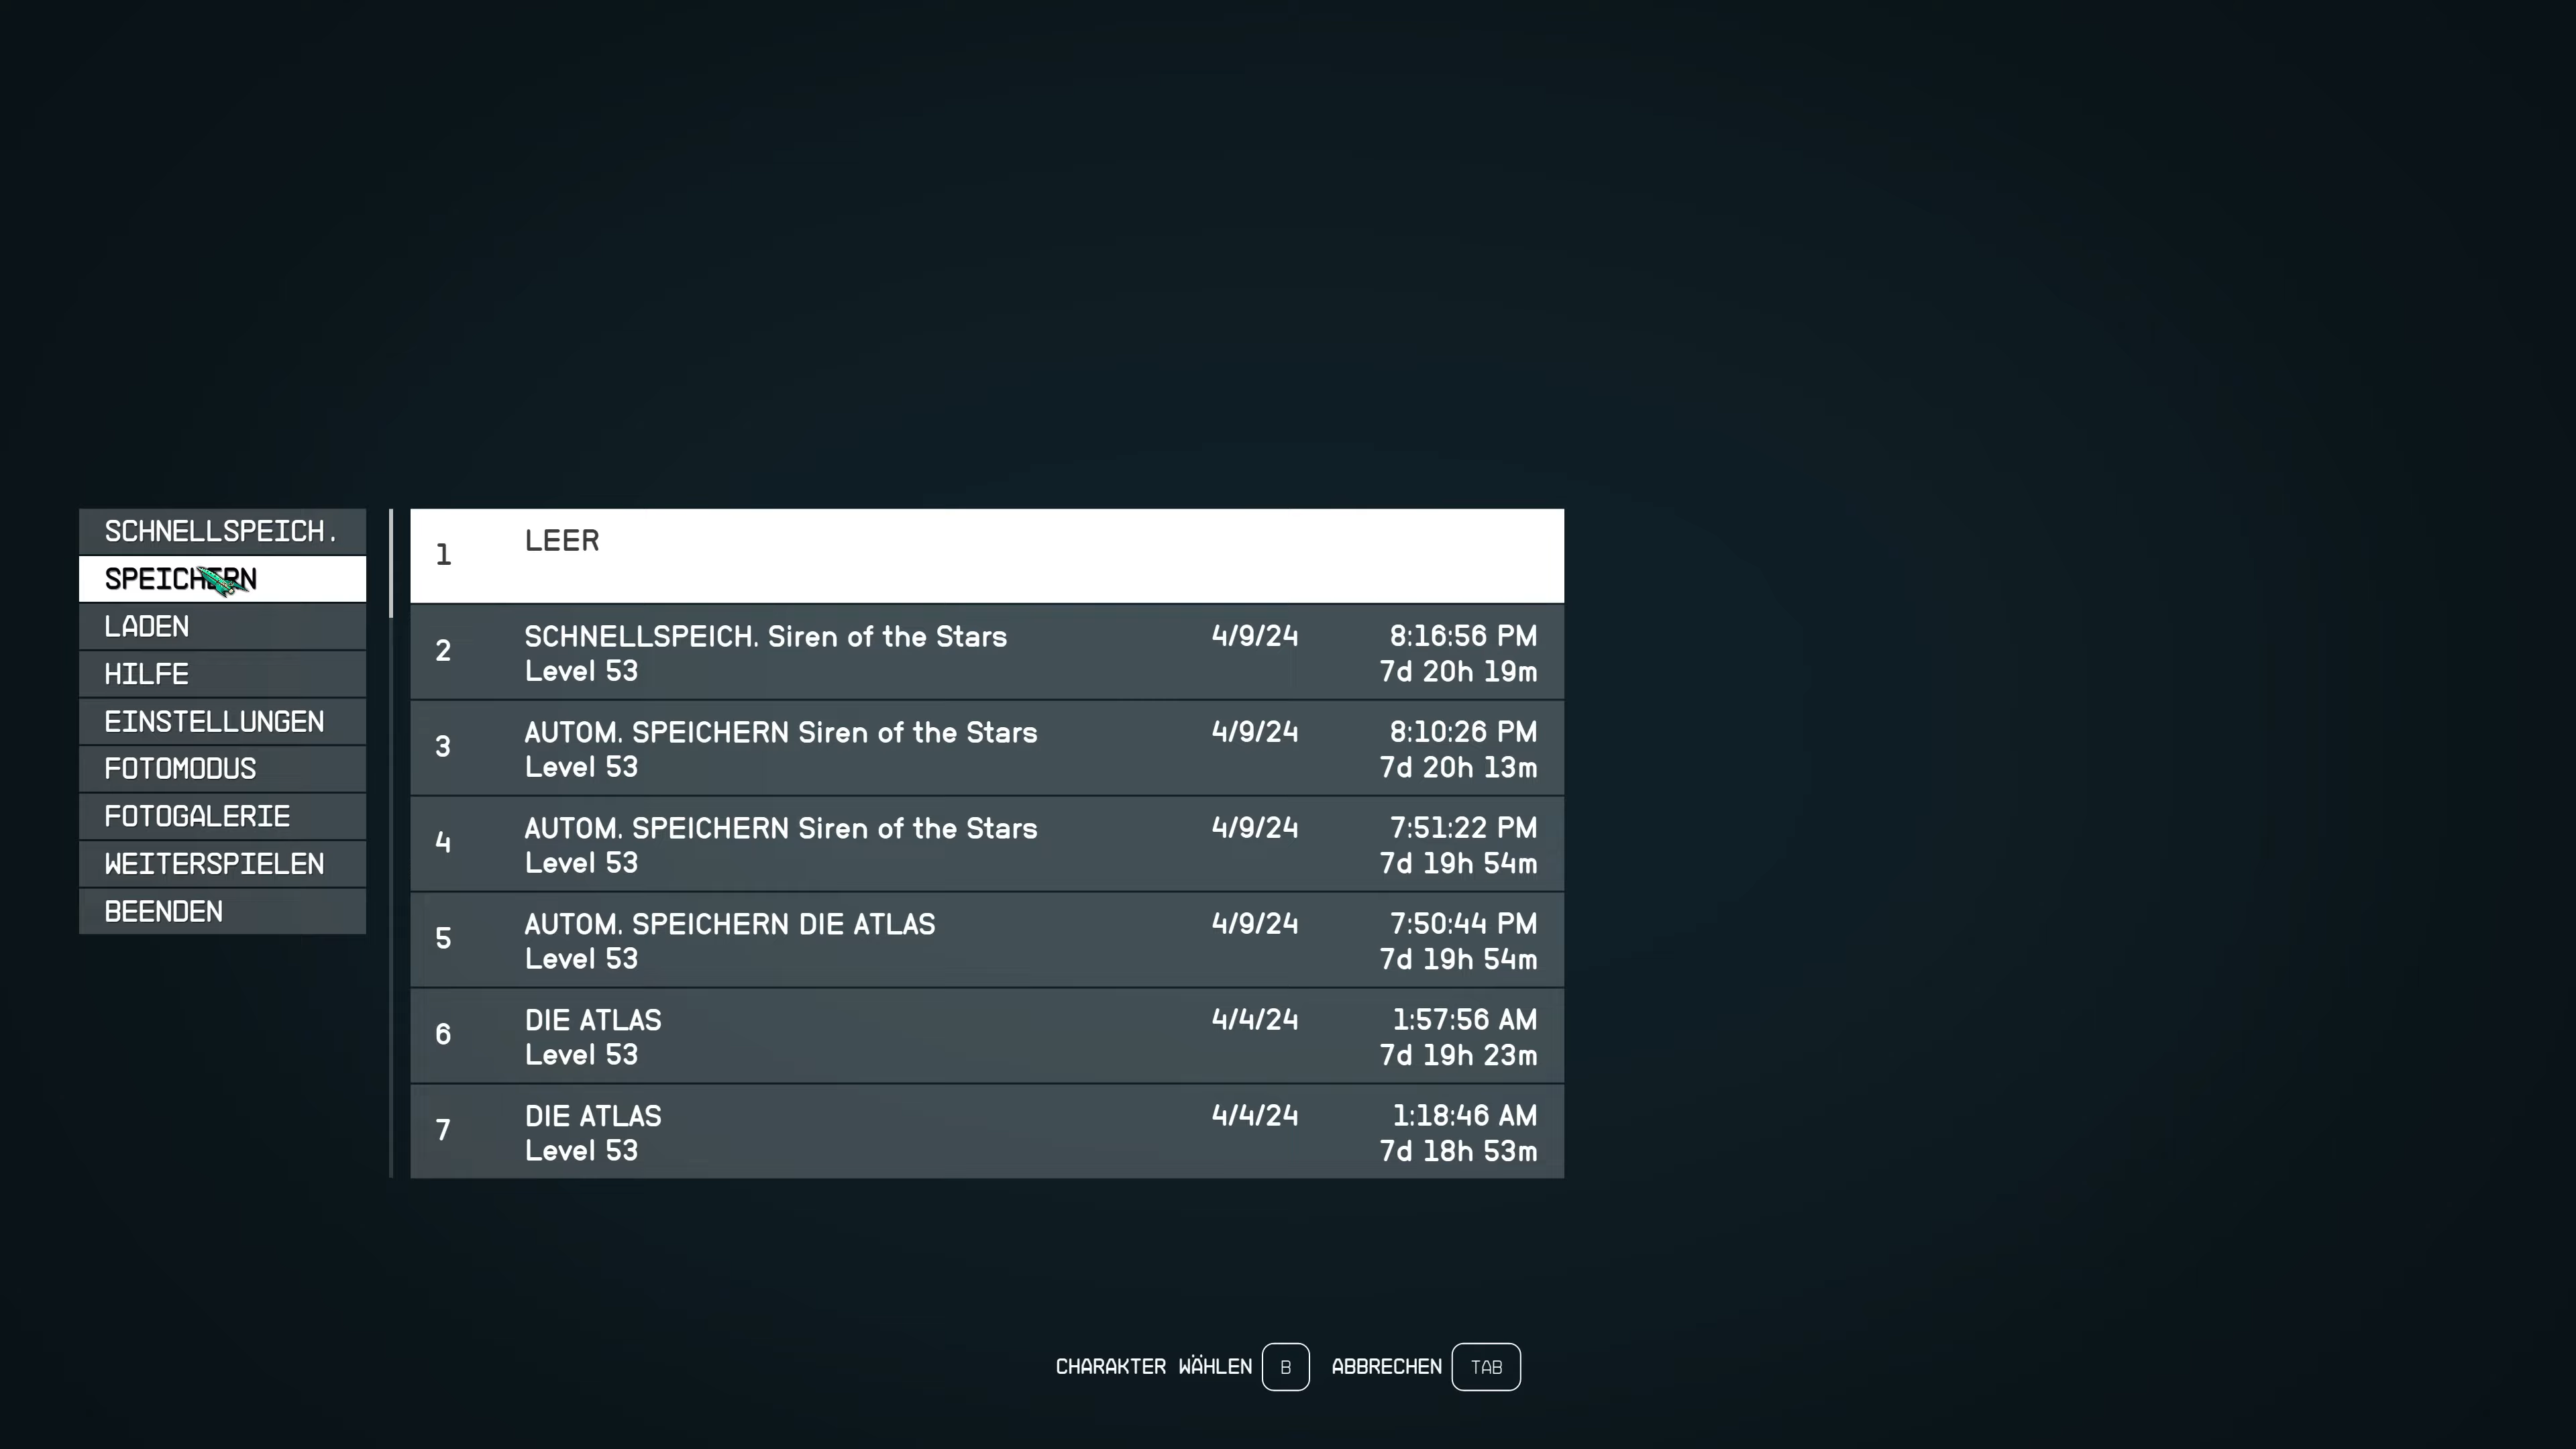 SCHNELLSPEICH.
SPEICHERN
LADEN
HILFE
EINSTELLUNGEN
FOTOMODUS
FOTOGALERIE
WEITERSPIELEN
BEENDEN
1 LEER
2 SCHNELLSPEICH. Siren of the Stars 4/9/24 8:16:56 PM
Level 53 7d 20h 19m
3 AUTOM. SPEICHERN Siren of the Stars 4/9/24 8:10:26 PM
Level 53 7d 20h 13m
4 AUTOM. SPEICHERN Siren of the Stars 4/9/24 7:51:22 PM
Level 53 7d 19h 54m
5 AUTOM. SPEICHERN DIE ATLAS 4/9/24 7:50:44 PM
Level 53 7d 19h 54m
6 DIE ATLAS 4/4/24 1:57:56 AM
Level 53 7d 19h 23m
7 DIE ATLAS 4/4/24 1:18:46 AM
Level 53 7d 18h 53m
CHARAKTER WÄHLEN B ABBRECHEN TAB